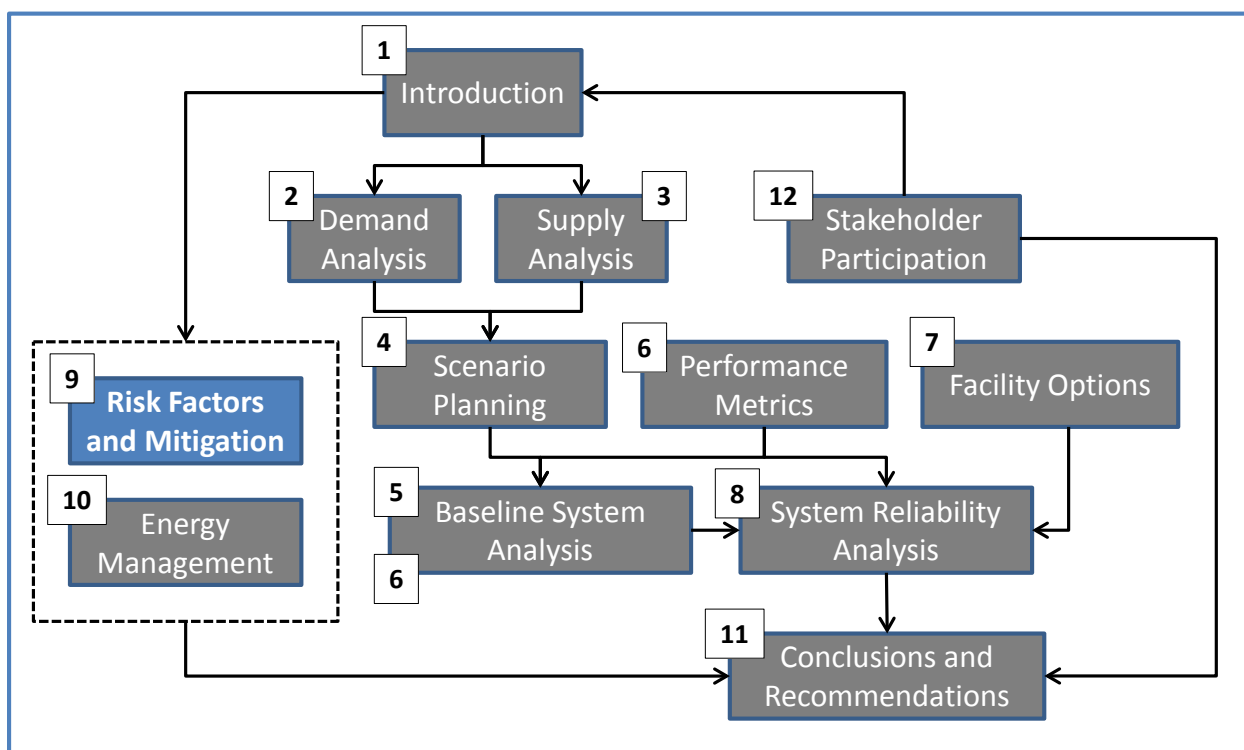 1
Introduction
2
Demand
Analysis
3
Supply
Analysis
12
Stakeholder
Participation
4
Scenario
Planning
6
Performance
Metrics
7
Facility Options
9
Risk Factors
and Mitigation
10
Energy
Management
5
Baseline System
Analysis
6
8
System Reliability
Analysis
11
Conclusions and
Recommendations